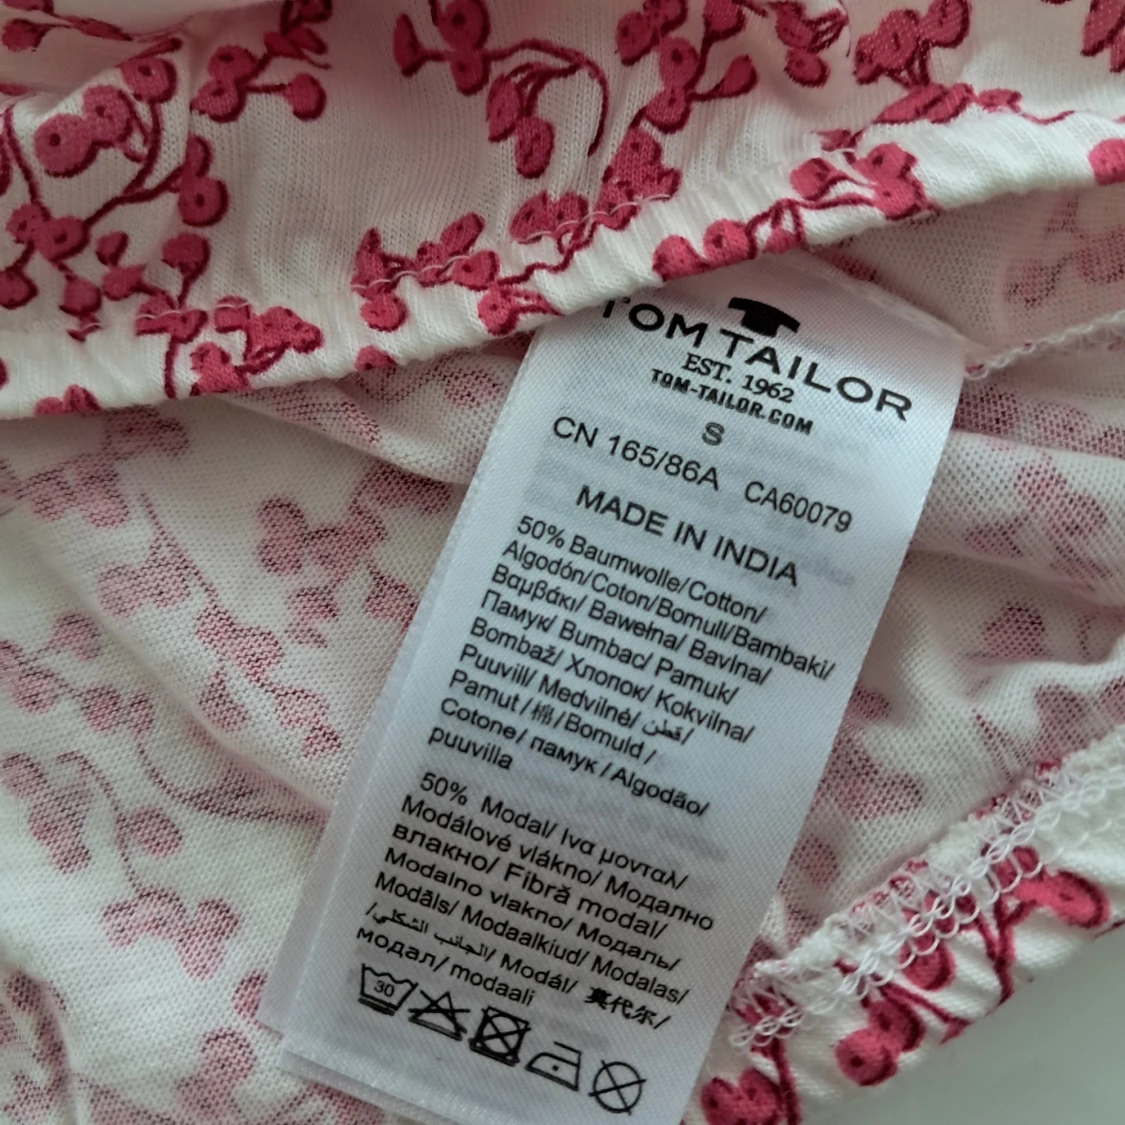 TOM TAILOR
EST. 1962
TOM-TAILOR.COM
S
CN 165/86A CA60079
MADE IN INDIA
50% Baumwolle/Cotton/
Algodón/Coton/Bomull/Bambaki/
Βαμβάκι/ Bawełna/ Bavlna/
Памук/ Bumbac/ Pamuk/
Bombaž/ Хлопок/ Kokvilna/
Puuvill/ Medvilnė/ قطن/
Pamut / 棉 / Bomuld /
Cotone/ памук / Algodão/
puuvilla
50% Modal/ Ινα μονταλ/
Modálové vlákno/ Модално
влакно/ Fibră modal/
Modalno vlakno/ Модаль/
Modāls/ Modaalkiud/ Modalas/
/الجانب الشكلي/ Modál/ 莫代尔/
модал/ modaali
30